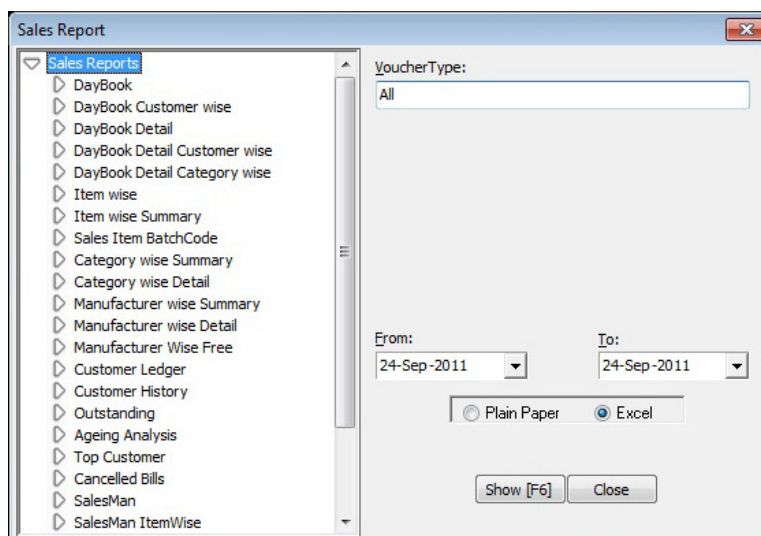 Sales Report
Sales Reports
DayBook
DayBook Customer wise
DayBook Detail
DayBook Detail Customer wise
DayBook Detail Category wise
Item wise
Item wise Summary
Sales Item BatchCode
Category wise Summary
Category wise Detail
Manufacturer wise Summary
Manufacturer wise Detail
Manufacturer Wise Free
Customer Ledger
Customer History
Outstanding
Ageing Analysis
Top Customer
Cancelled Bills
SalesMan
SalesMan ItemWise
VoucherType:
All
From: To:
24-Sep-2011 24-Sep-2011
Plain Paper Excel
Show [F6] Close